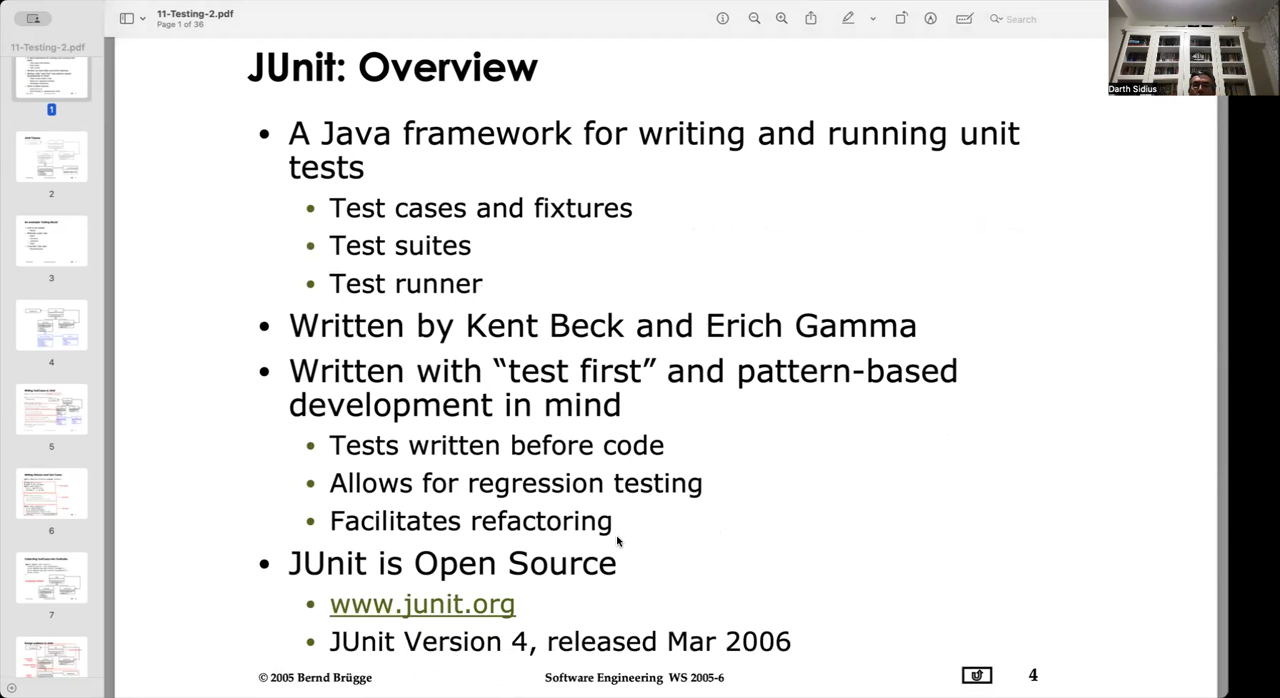 11-Testing-2.pdf
Page 1 of 36
Search
11-Testing-2.pdf
Darth Sidius
1
2
3
4
5
6
7
JUnit: Overview
• A Java framework for writing and running unit
tests
• Test cases and fixtures
• Test suites
• Test runner
• Written by Kent Beck and Erich Gamma
• Written with “test first” and pattern-based
development in mind
• Tests written before code
• Allows for regression testing
• Facilitates refactoring
• JUnit is Open Source
• www.junit.org
• JUnit Version 4, released Mar 2006
© 2005 Bernd Brügge
Software Engineering WS 2005-6
4